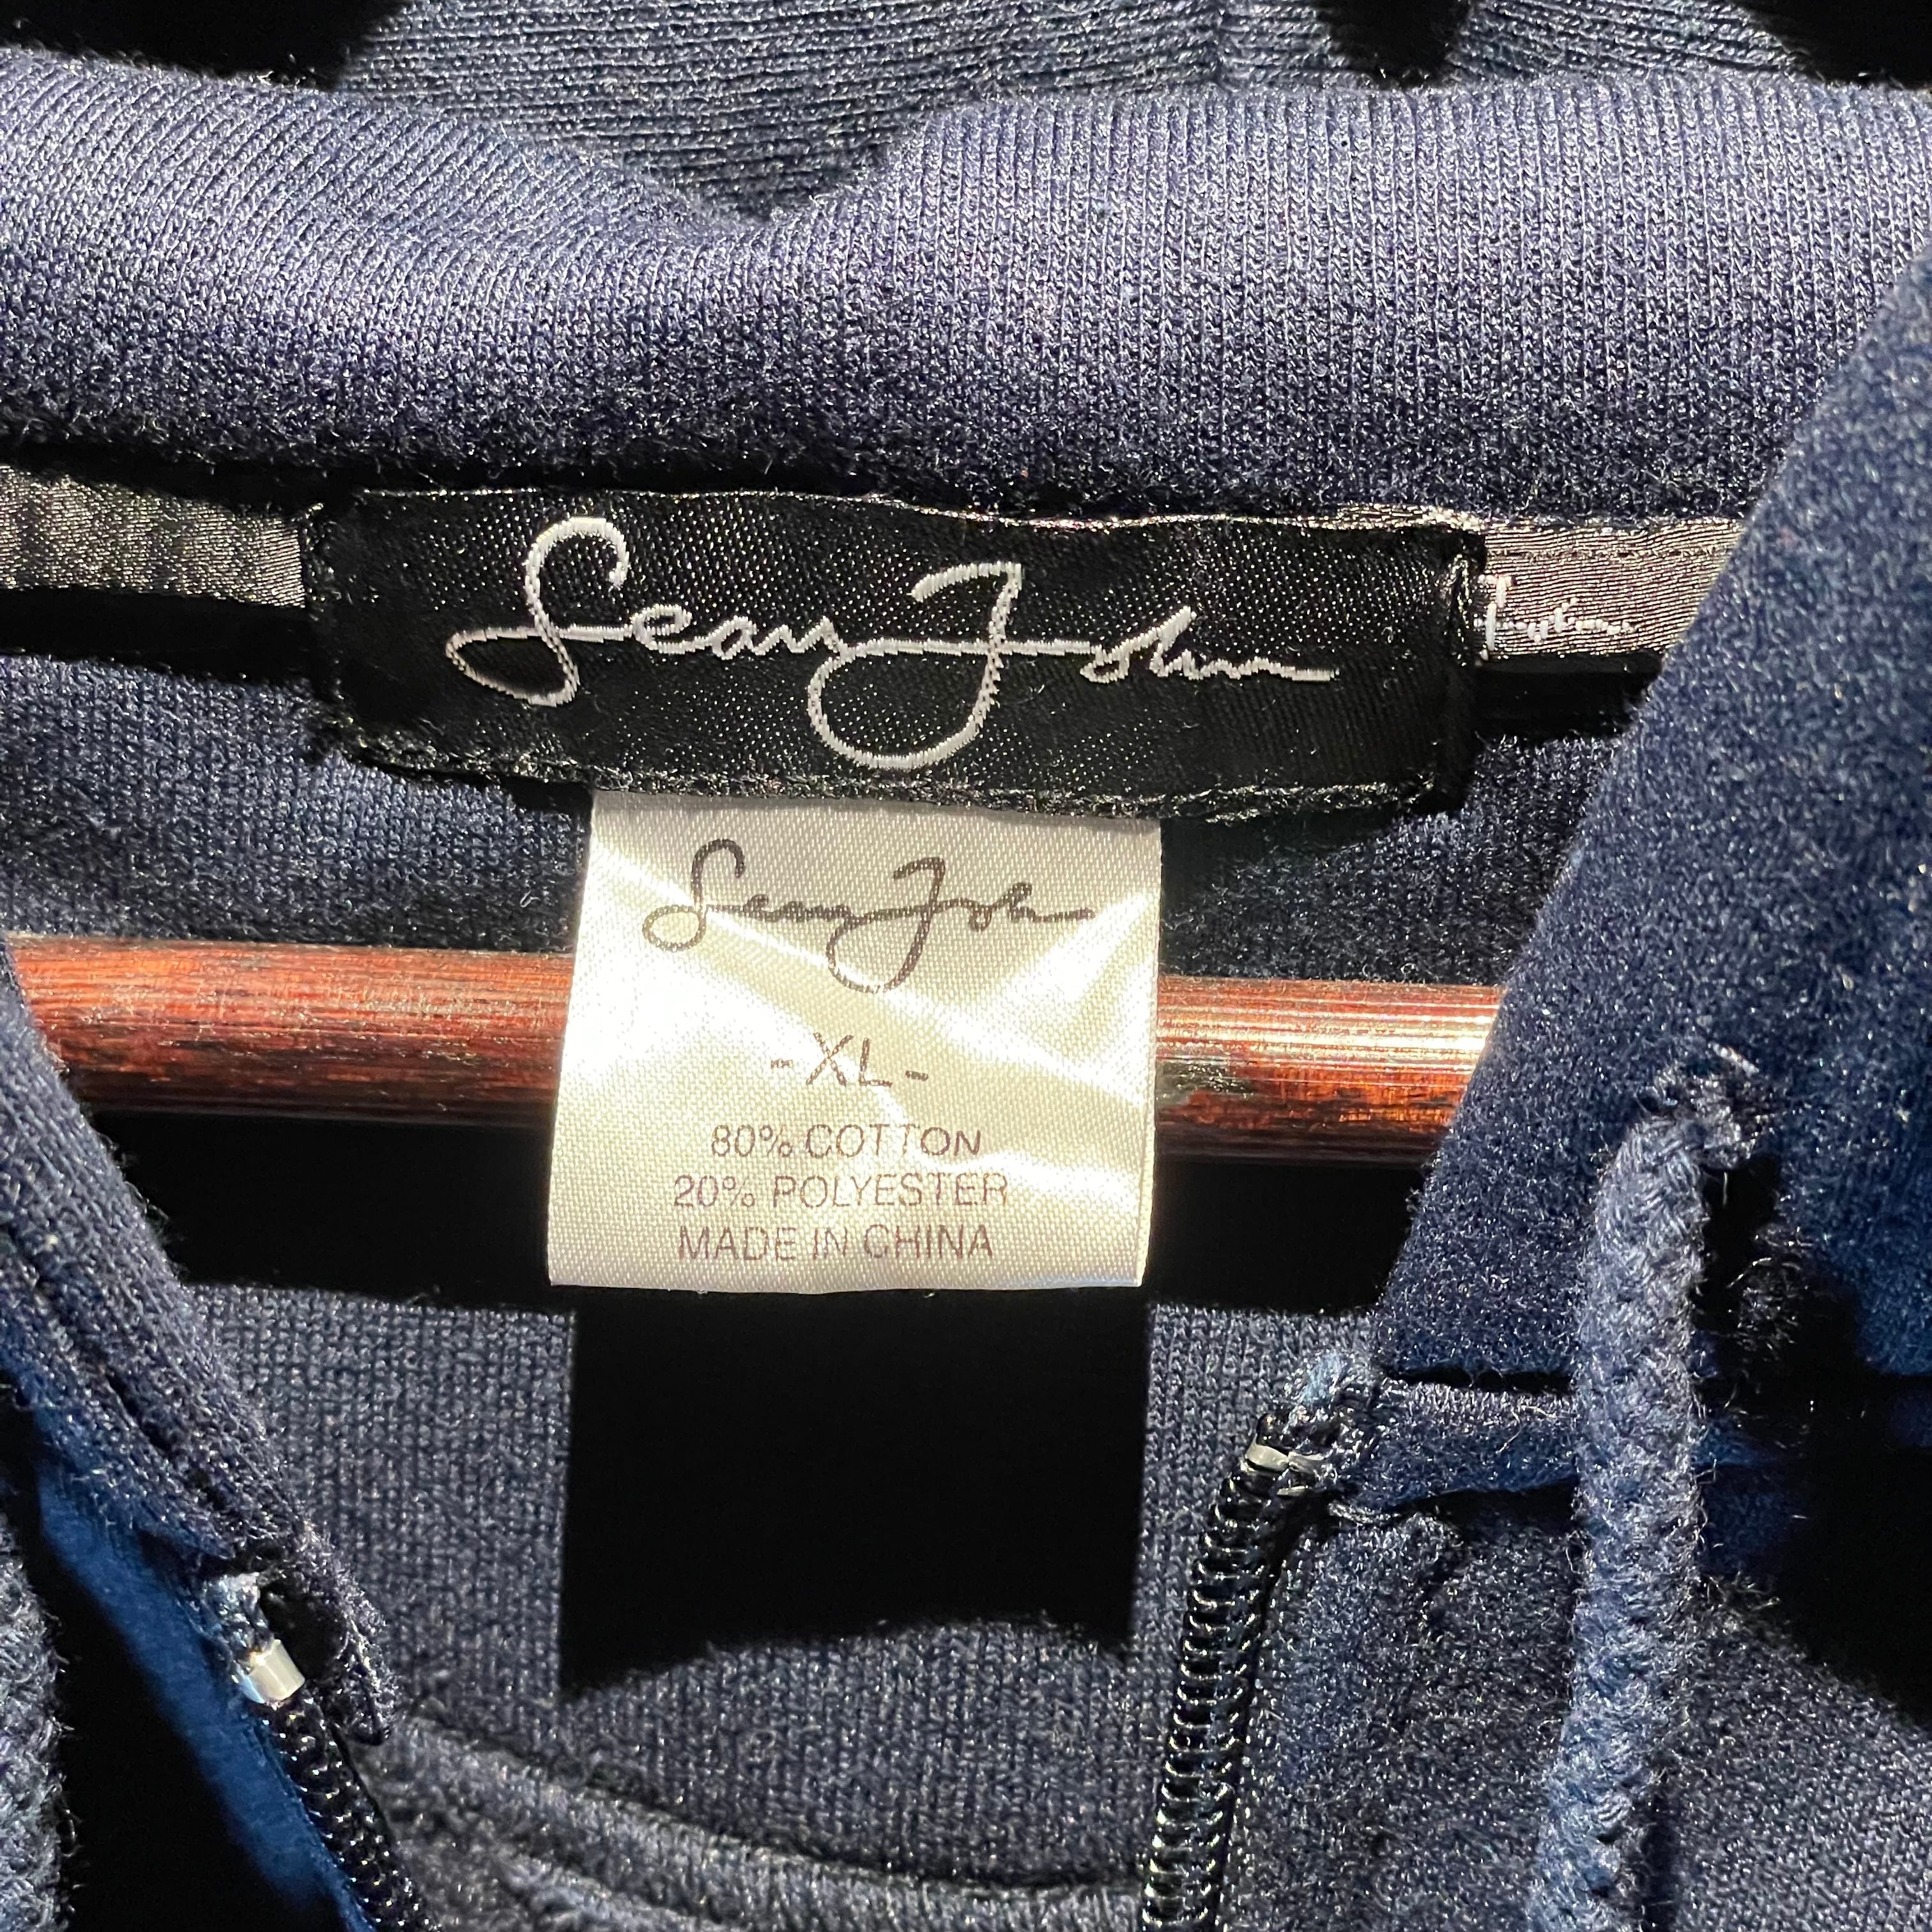 Sean John
Sean John
-XL-
80% COTTON
20% POLYESTER
MADE IN CHINA